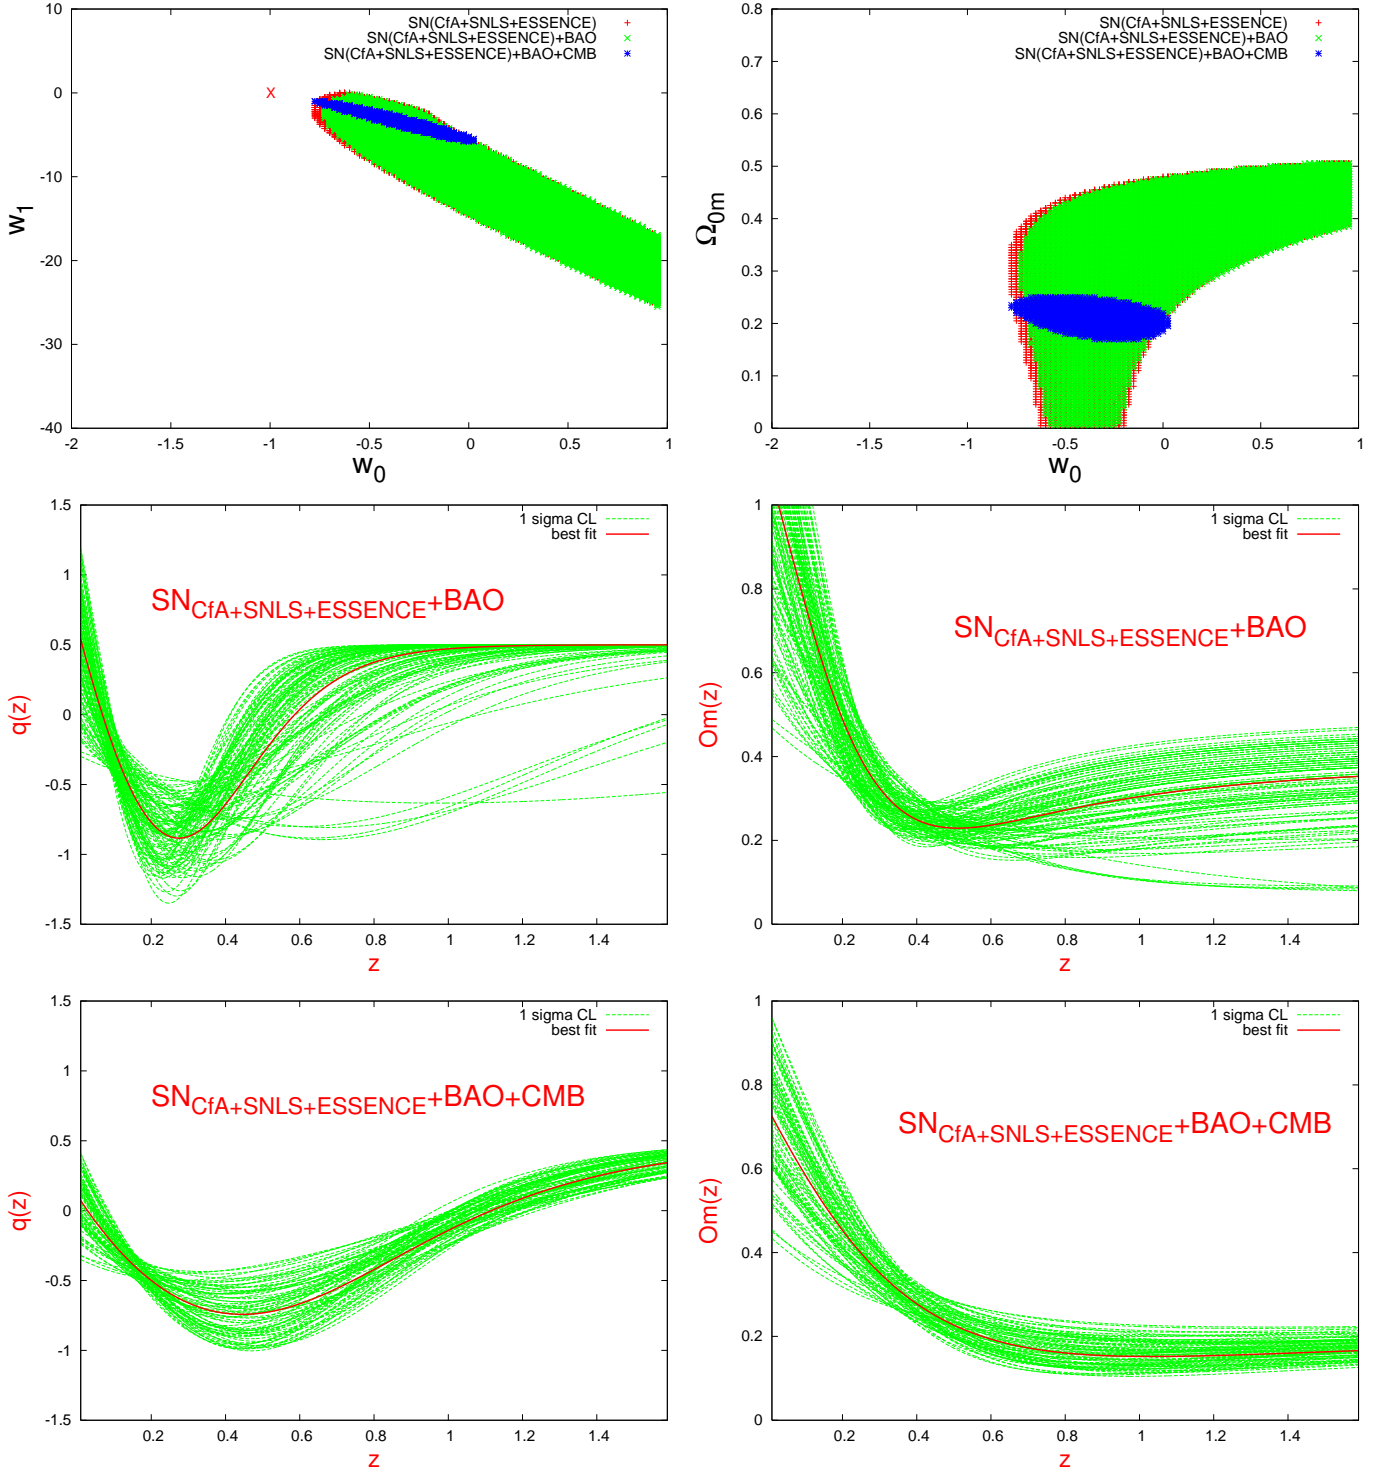 SN(CfA+SNLS+ESSENCE)
SN(CfA+SNLS+ESSENCE)+BAO
SN(CfA+SNLS+ESSENCE)+BAO+CMB
X
10
0
-10
-20
-30
-40
w1
-2
-1.5
-1
-0.5
0
0.5
1
w0
SN(CfA+SNLS+ESSENCE)
SN(CfA+SNLS+ESSENCE)+BAO
SN(CfA+SNLS+ESSENCE)+BAO+CMB
0.8
0.7
0.6
0.5
0.4
0.3
0.2
0.1
0
Ω0m
-2
-1.5
-1
-0.5
0
0.5
1
w0
1 sigma CL
best fit
SNCfA+SNLS+ESSENCE+BAO
1.5
1
0.5
0
-0.5
-1
-1.5
q(z)
0.2
0.4
0.6
0.8
1
1.2
1.4
z
1 sigma CL
best fit
SNCfA+SNLS+ESSENCE+BAO
1
0.8
0.6
0.4
0.2
0
Om(z)
0.2
0.4
0.6
0.8
1
1.2
1.4
z
1 sigma CL
best fit
SNCfA+SNLS+ESSENCE+BAO+CMB
1.5
1
0.5
0
-0.5
-1
-1.5
q(z)
0.2
0.4
0.6
0.8
1
1.2
1.4
z
1 sigma CL
best fit
SNCfA+SNLS+ESSENCE+BAO+CMB
1
0.8
0.6
0.4
0.2
0
Om(z)
0.2
0.4
0.6
0.8
1
1.2
1.4
z